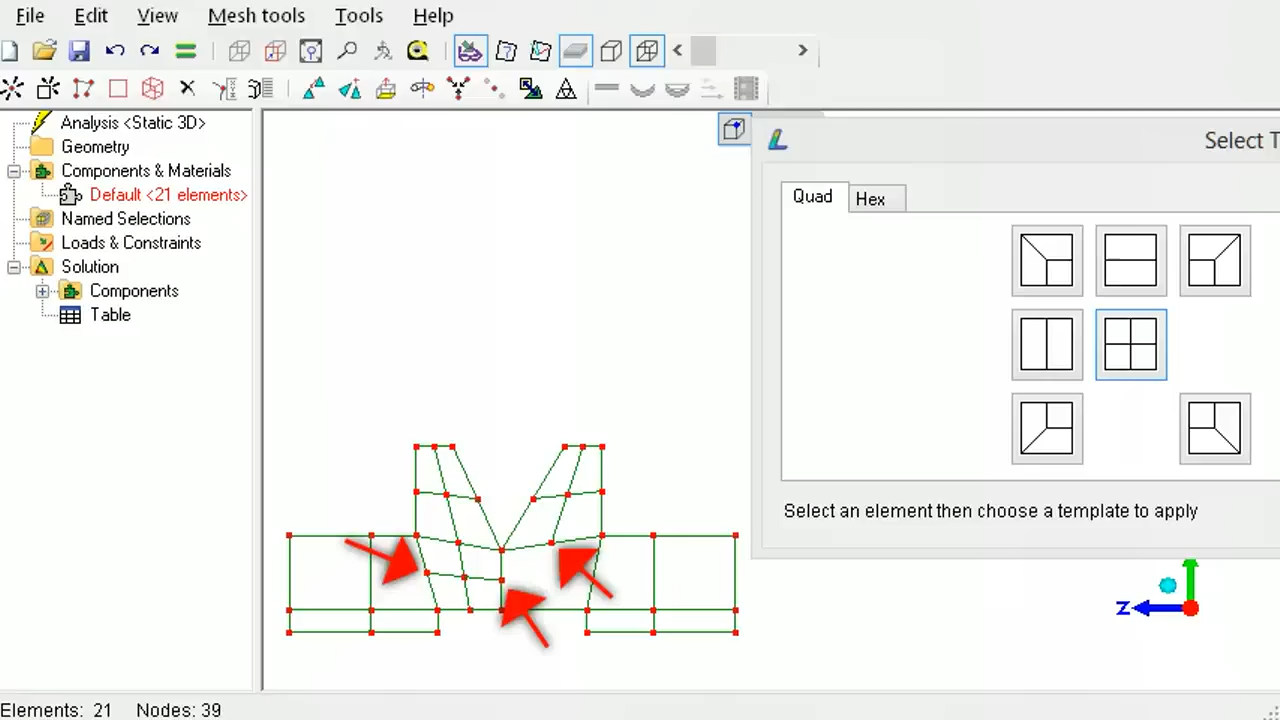 File Edit View Mesh tools Tools Help
Analysis <Static 3D>
Geometry
Components & Materials
Default <21 elements>
Named Selections
Loads & Constraints
Solution
Components
Table
Select T
Quad Hex
Select an element then choose a template to apply
Z
Elements: 21 Nodes: 39